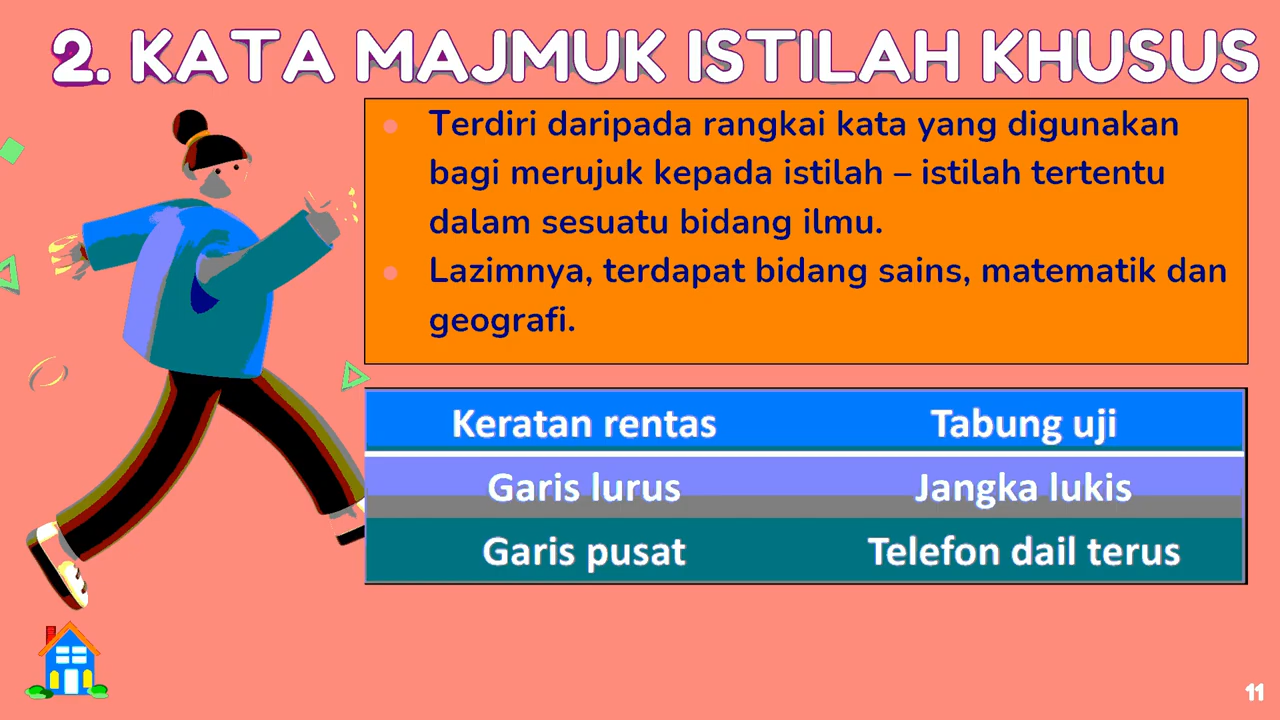 2. KATA MAJMUK ISTILAH KHUSUS
• Terdiri daripada rangkai kata yang digunakan
bagi merujuk kepada istilah – istilah tertentu
dalam sesuatu bidang ilmu.
• Lazimnya, terdapat bidang sains, matematik dan
geografi.
Keratan rentas Tabung uji
Garis lurus Jangka lukis
Garis pusat Telefon dail terus
11